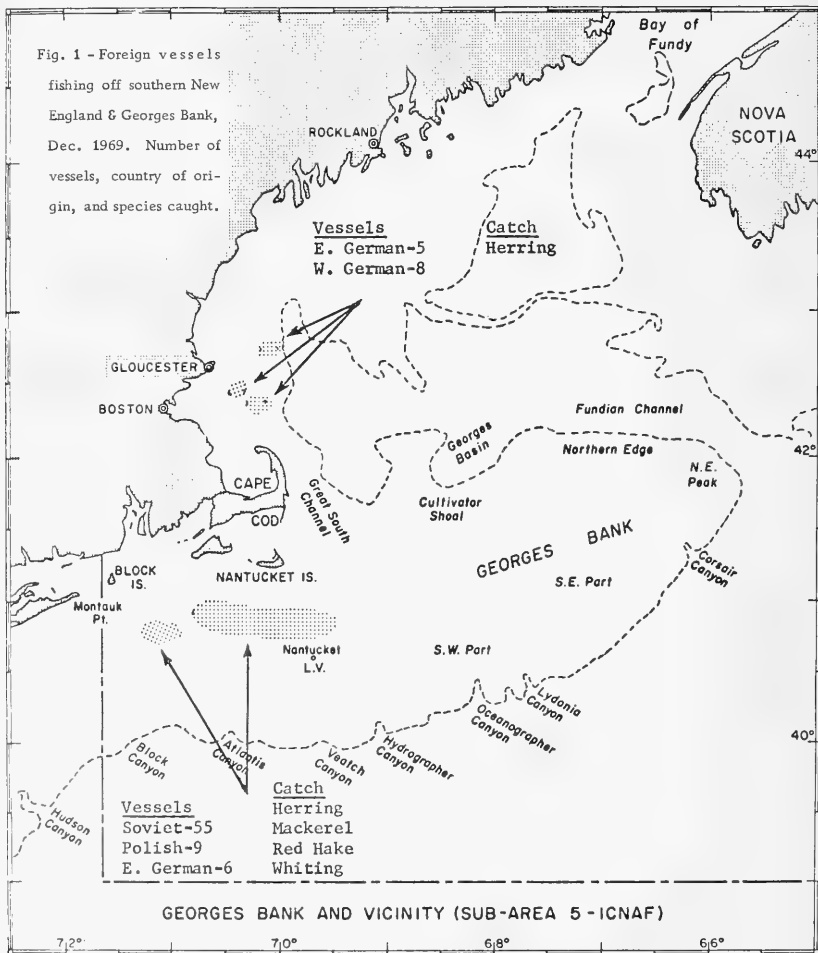 Fig. 1 - Foreign vessels
fishing off southern New
England & Georges Bank,
Dec. 1969. Number of
vessels, country of ori-
gin, and species caught.
Bay of
Fundy
NOVA
SCOTIA
ROCKLAND
44°
Vessels
E. German-5
W. German-8
Catch
Herring
GLOUCESTER
BOSTON
Fundian Channel
Georges
Basin
Northern Edge
42°
N.E.
Peak
CAPE
COD
Great South
Channel
Cultivator
Shoal
GEORGES BANK
Corsair
Canyon
BLOCK
IS.
NANTUCKET IS.
S.E. Part
Montauk
Pt.
Nantucket
L.V.
S.W. Part
Lydonia
Canyon
Oceanographer
Canyon
Hydrographer
Canyon
Veatch
Canyon
Atlantis
Canyon
Block
Canyon
Hudson
Canyon
40°
Vessels
Soviet-55
Polish-9
E. German-6
Catch
Herring
Mackerel
Red Hake
Whiting
GEORGES BANK AND VICINITY (SUB-AREA 5-ICNAF)
72°
70°
68°
66°